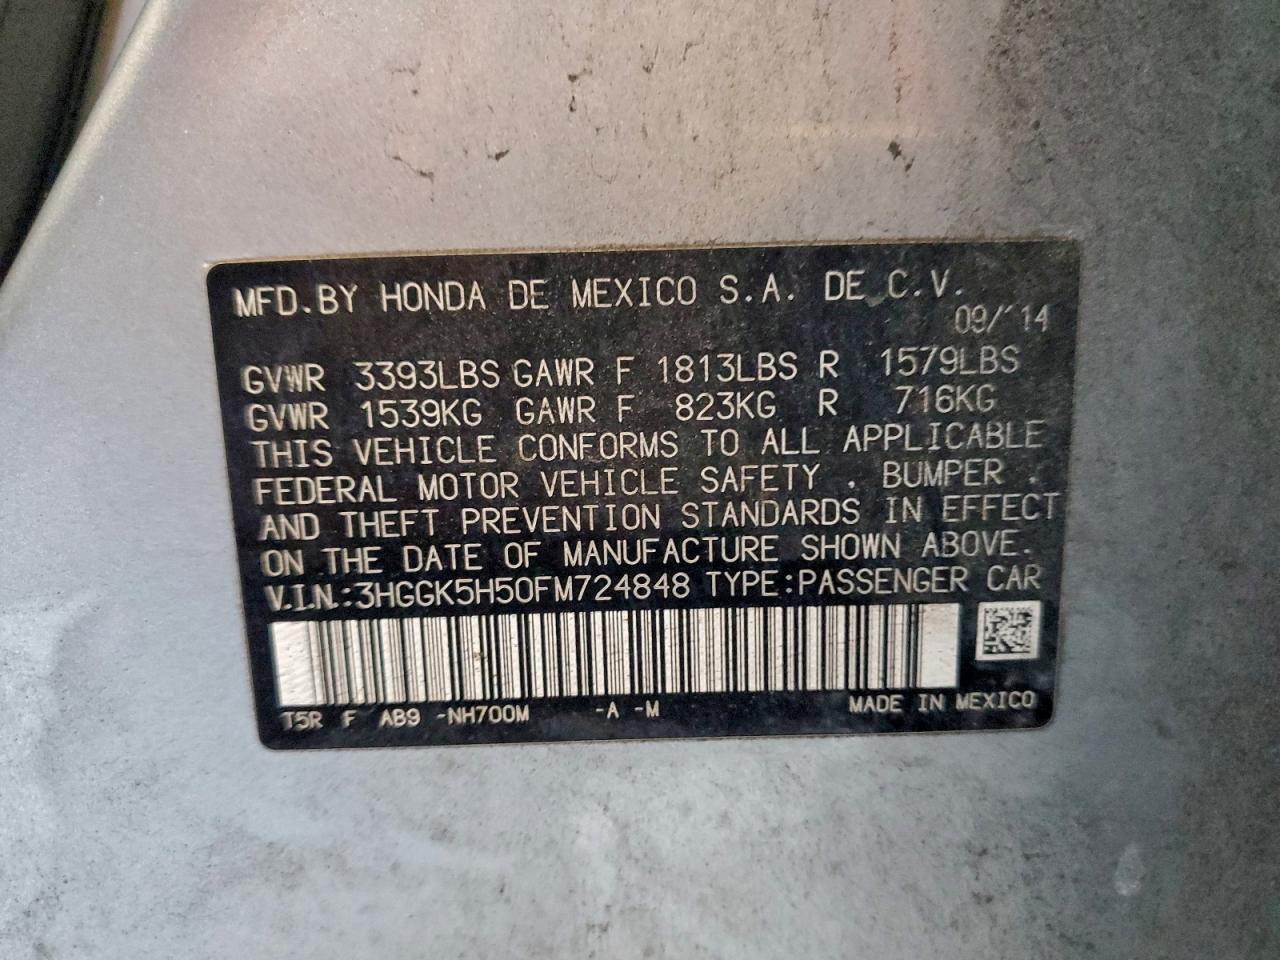 MFD.BY HONDA DE MEXICO S.A. DE C.V.
09/'14
GVWR 3393LBS GAWR F 1813LBS R 1579LBS
GVWR 1539KG GAWR F 823KG R 716KG
THIS VEHICLE CONFORMS TO ALL APPLICABLE
FEDERAL MOTOR VEHICLE SAFETY , BUMPER ,
AND THEFT PREVENTION STANDARDS IN EFFECT
ON THE DATE OF MANUFACTURE SHOWN ABOVE.
V.I.N.:3HGGK5H50FM724848 TYPE:PASSENGER CAR
T5R F AB9 -NH700M -A -M MADE IN MEXICO